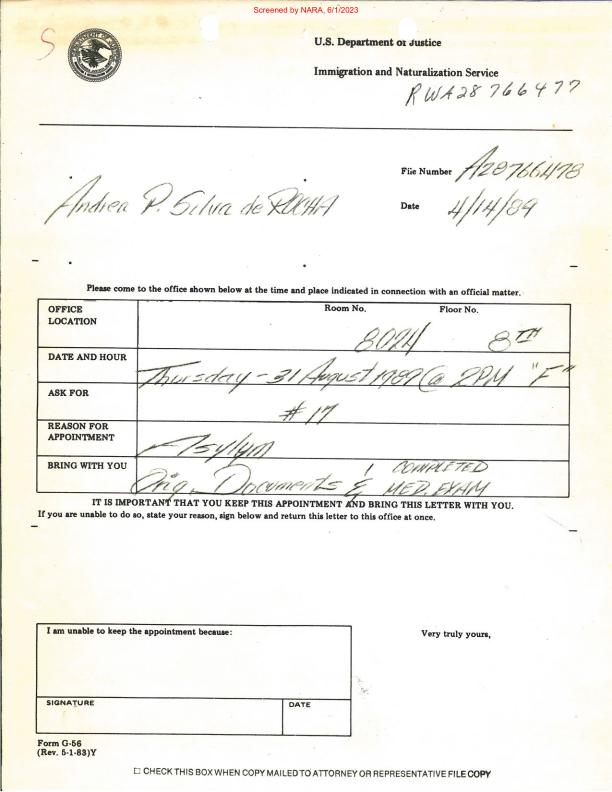 Screened by NARA, 6/1/2023
S
U.S. Department of Justice
Immigration and Naturalization Service
RWA28 766477
File Number A28766478
Andrea P. Silva de ROCHA
Date 4/14/89
Please come to the office shown below at the time and place indicated in connection with an official matter.
OFFICE LOCATION
Room No. 8024
Floor No. 8TH
DATE AND HOUR
Thursday - 31 August 1989 @ 2PM "F"
ASK FOR
# 17
REASON FOR APPOINTMENT
Asylym
BRING WITH YOU
Orig. Documents & COMPLETED MED. EXAM
IT IS IMPORTANT THAT YOU KEEP THIS APPOINTMENT AND BRING THIS LETTER WITH YOU.
If you are unable to do so, state your reason, sign below and return this letter to this office at once.
I am unable to keep the appointment because:
Very truly yours,
SIGNATURE
DATE
Form G-56
(Rev. 5-1-83)Y
☐ CHECK THIS BOX WHEN COPY MAILED TO ATTORNEY OR REPRESENTATIVE FILE COPY